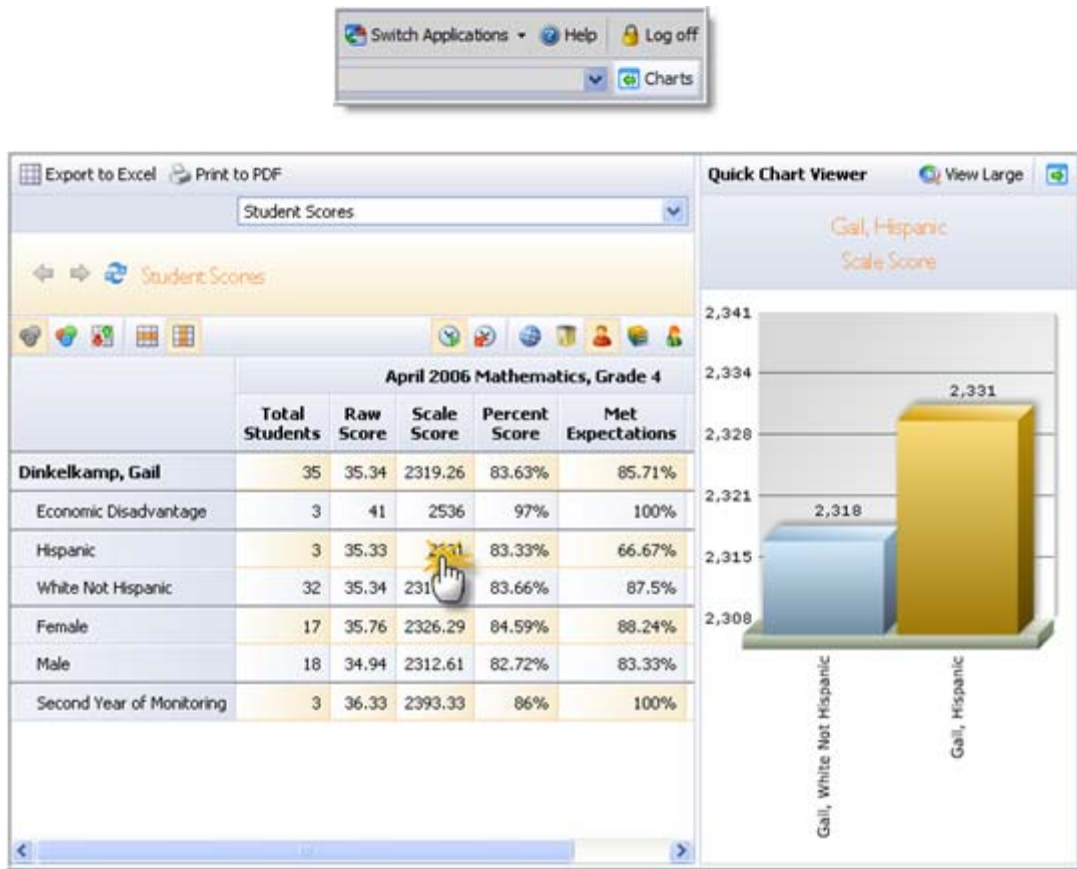 Switch Applications Help Log off
Charts
Export to Excel Print to PDF
Student Scores
Student Scores
April 2006 Mathematics, Grade 4
Total Students Raw Score Scale Score Percent Score Met Expectations
Dinkelkamp, Gail 35 35.34 2319.26 83.63% 85.71%
Economic Disadvantage 3 41 2536 97% 100%
Hispanic 3 35.33 83.33% 66.67%
White Not Hispanic 32 35.34 83.66% 87.5%
Female 17 35.76 2326.29 84.59% 88.24%
Male 18 34.94 2312.61 82.72% 83.33%
Second Year of Monitoring 3 36.33 2393.33 86% 100%
Quick Chart Viewer View Large
Gail, Hispanic
Scale Score
2,341
2,334
2,331
2,328
2,321
2,318
2,315
2,308
Gail, White Not Hispanic
Gail, Hispanic